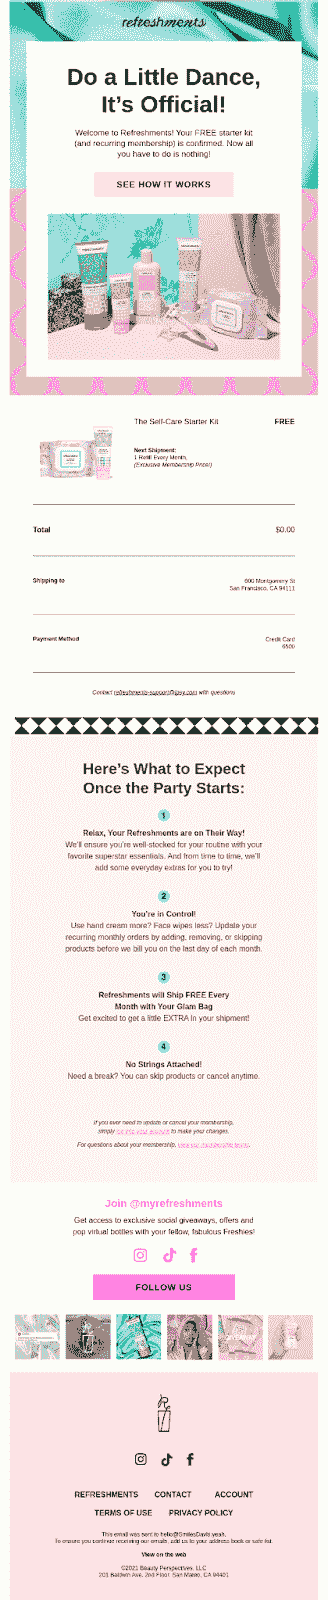 refreshments
Do a Little Dance,
It's Official!
Welcome to Refreshments! Your FREE starter kit
(and recurring membership) is confirmed. Now all
you have to do is nothing!
SEE HOW IT WORKS
The Self-Care Starter Kit
FREE
Next Shipment:
1 Refill Every Month,
(Exclusive Membership Price!)
Total
$0.00
Shipping to
600 Montgomery St
San Francisco, CA 94111
Payment Method
Credit Card
6500
Contact refreshments-support@ipsy.com with questions
Here's What to Expect
Once the Party Starts:
1
Relax, Your Refreshments are on Their Way!
We'll ensure you're well-stocked for your routine with your
favorite superstar essentials. And from time to time, we'll
add some everyday extras for you to try!
2
You're in Control!
Use hand cream more? Face wipes less? Update your
recurring monthly orders by adding, removing, or skipping
products before we bill you on the last day of each month.
3
Refreshments will Ship FREE Every
Month with Your Glam Bag
Get excited to get a little EXTRA in your shipment!
4
No Strings Attached!
Need a break? You can skip products or cancel anytime.
If you ever need to update or cancel your membership,
simply to make your changes.
For questions about your membership,
Join @myrefreshments
Get access to exclusive social giveaways, offers and
pop virtual bottles with your fellow, fabulous Freshies!
FOLLOW US
REFRESHMENTS
CONTACT
ACCOUNT
TERMS OF USE
PRIVACY POLICY
This email was sent to hello@SmilesDavis.yeah.
To ensure you continue receiving our emails, add us to your address book or safe list.
View on the web
©2021 Beauty Perspectives, LLC
201 Baldwin Ave, 2nd Floor, San Mateo, CA 94401